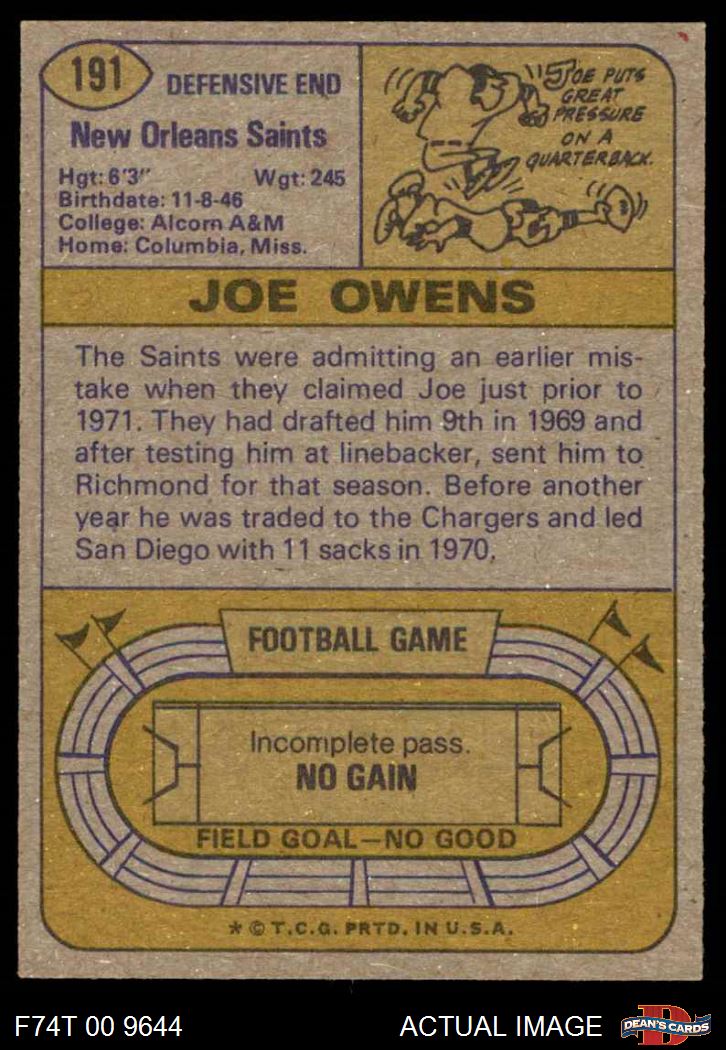 191
DEFENSIVE END
New Orleans Saints
Hgt: 6'3" Wgt: 245
Birthdate: 11-8-46
College: Alcorn A&M
Home: Columbia, Miss.
JOE PUTS
GREAT
PRESSURE
ON A
QUARTERBACK.
JOE OWENS
The Saints were admitting an earlier mis-
take when they claimed Joe just prior to
1971. They had drafted him 9th in 1969 and
after testing him at linebacker, sent him to
Richmond for that season. Before another
year he was traded to the Chargers and led
San Diego with 11 sacks in 1970.
FOOTBALL GAME
Incomplete pass.
NO GAIN
FIELD GOAL—NO GOOD
* © T.C.G. PRTD. IN U.S.A.
F74T 00 9644 ACTUAL IMAGE
D
DEAN'S CARDS